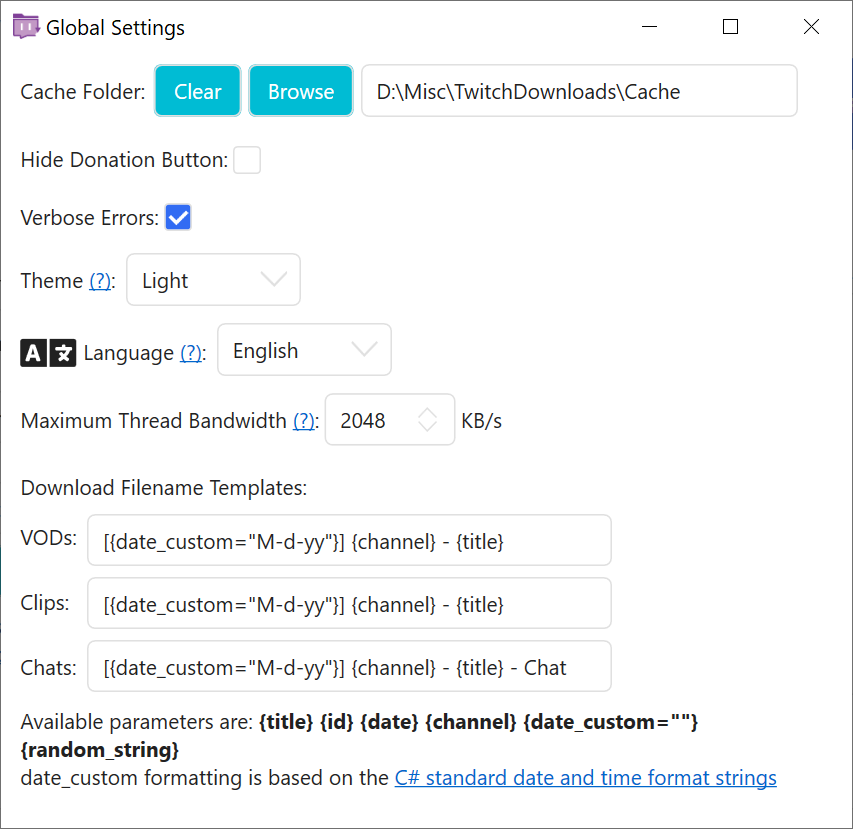 Global Settings
Cache Folder: Clear Browse D:\Misc\TwitchDownloads\Cache
Hide Donation Button:
Verbose Errors:
Theme (?): Light
A文 Language (?): English
Maximum Thread Bandwidth (?): 2048 KB/s
Download Filename Templates:
VODs: [{date_custom="M-d-yy"}] {channel} - {title}
Clips: [{date_custom="M-d-yy"}] {channel} - {title}
Chats: [{date_custom="M-d-yy"}] {channel} - {title} - Chat
Available parameters are: {title} {id} {date} {channel} {date_custom=""}
{random_string}
date_custom formatting is based on the C# standard date and time format strings